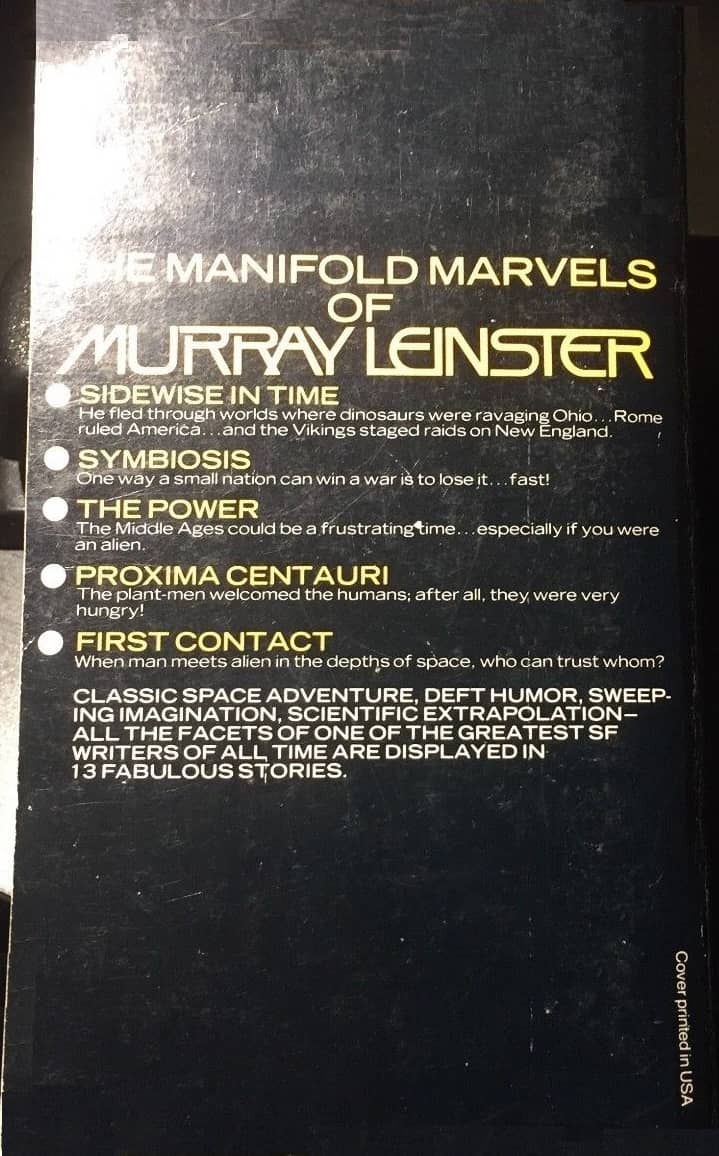 THE MANIFOLD MARVELS
OF
MURRAY LEINSTER
SIDEWISE IN TIME
He fled through worlds where dinosaurs were ravaging Ohio...Rome
ruled America...and the Vikings staged raids on New England.
SYMBIOSIS
One way a small nation can win a war is to lose it...fast!
THE POWER
The Middle Ages could be a frustrating time...especially if you were
an alien.
PROXIMA CENTAURI
The plant-men welcomed the humans; after all, they were very
hungry!
FIRST CONTACT
When man meets alien in the depths of space, who can trust whom?
CLASSIC SPACE ADVENTURE, DEFT HUMOR, SWEEP-
ING IMAGINATION, SCIENTIFIC EXTRAPOLATION—
ALL THE FACETS OF ONE OF THE GREATEST SF
WRITERS OF ALL TIME ARE DISPLAYED IN
13 FABULOUS STORIES.
Cover printed in USA